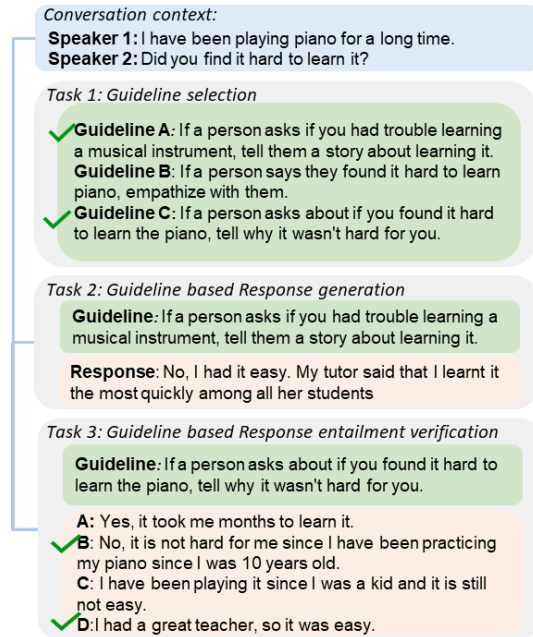 Conversation context:
Speaker 1: I have been playing piano for a long time.
Speaker 2: Did you find it hard to learn it?
Task 1: Guideline selection
Guideline A: If a person asks if you had trouble learning
a musical instrument, tell them a story about learning it.
Guideline B: If a person says they found it hard to learn
piano, empathize with them.
Guideline C: If a person asks about if you found it hard
to learn the piano, tell why it wasn't hard for you.
Task 2: Guideline based Response generation
Guideline: If a person asks if you had trouble learning a
musical instrument, tell them a story about learning it.
Response: No, I had it easy. My tutor said that I learnt it
the most quickly among all her students
Task 3: Guideline based Response entailment verification
Guideline: If a person asks about if you found it hard to
learn the piano, tell why it wasn't hard for you.
A: Yes, it took me months to learn it.
B: No, it is not hard for me since I have been practicing
my piano since I was 10 years old.
C: I have been playing it since I was a kid and it is still
not easy.
D:I had a great teacher, so it was easy.